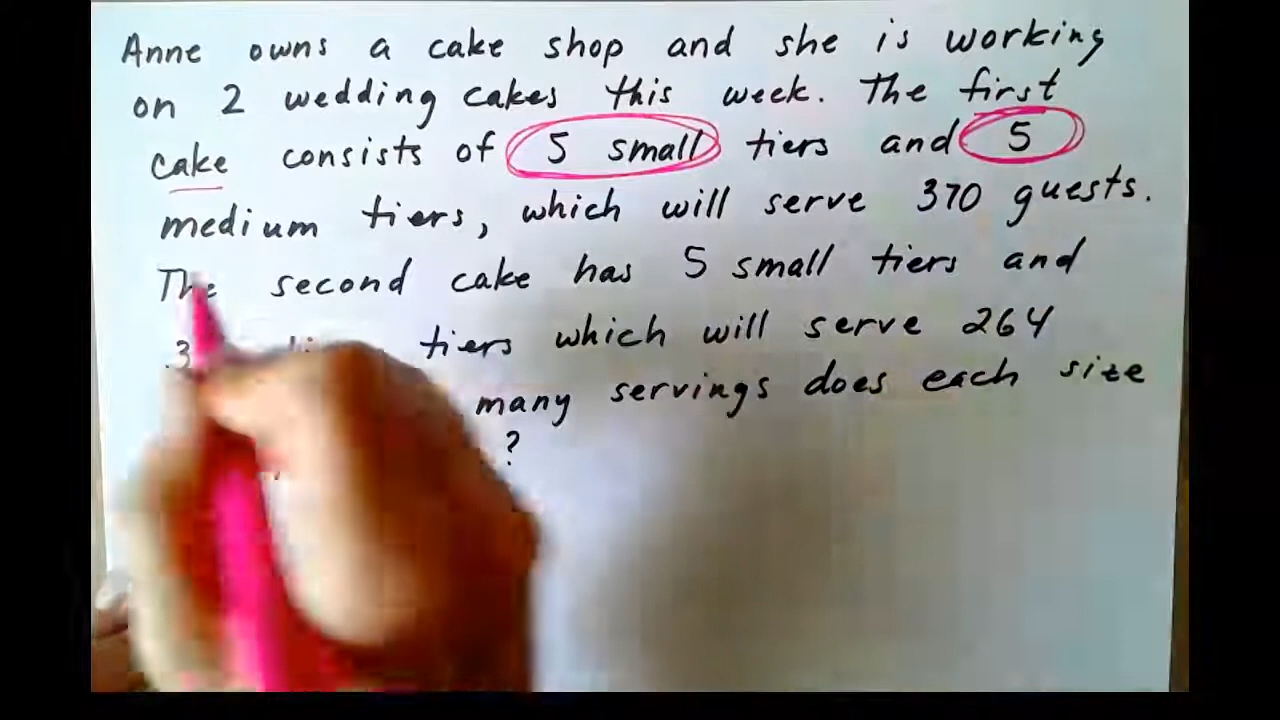 Anne owns a cake shop and she is working
on 2 wedding cakes this week. The first
cake consists of 5 small tiers and 5
medium tiers, which will serve 370 guests.
The second cake has 5 small tiers and
3 tiers which will serve 264
many servings does each size
?